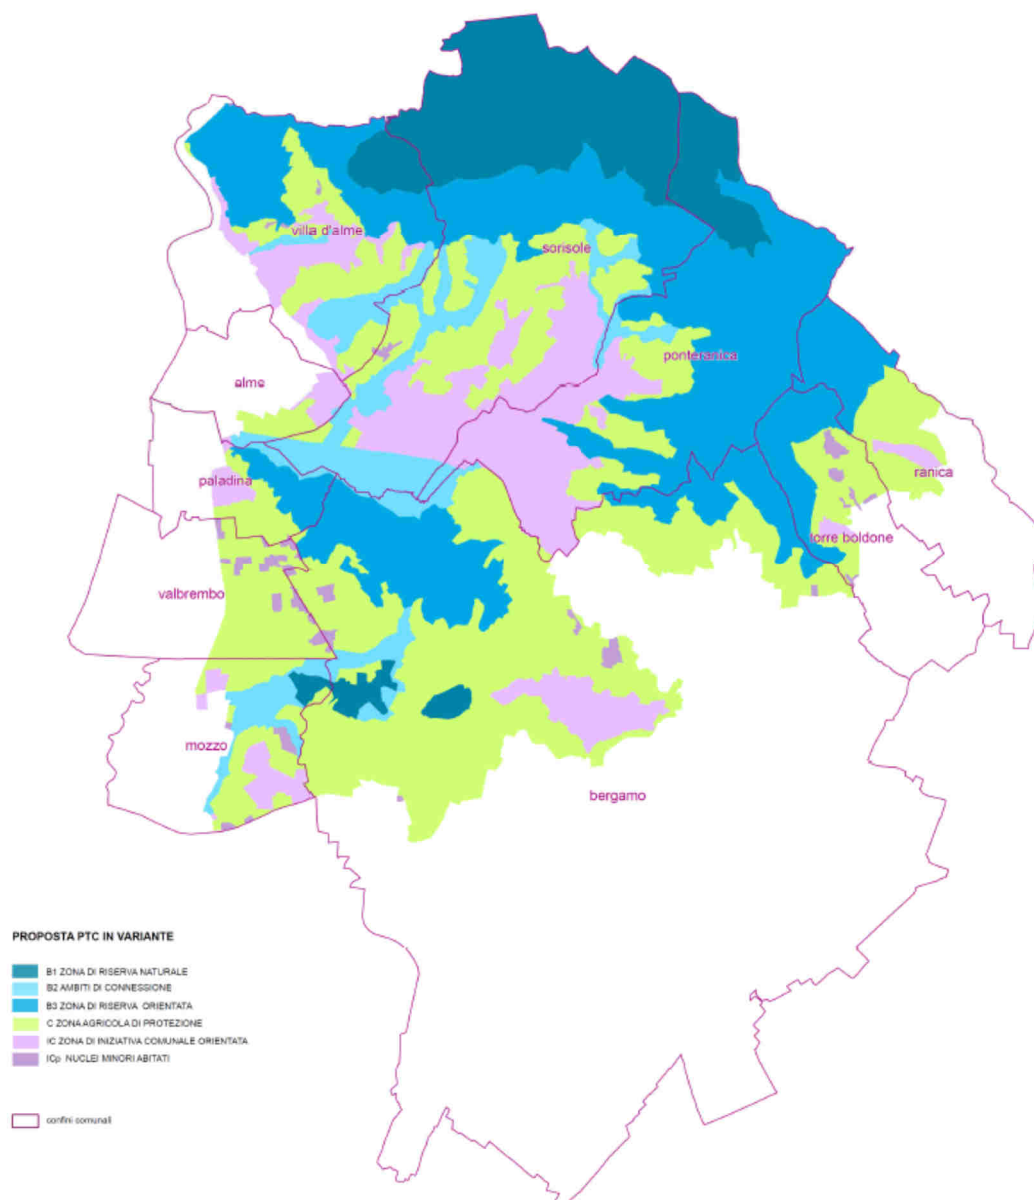 villa d'alme
sorisole
ponteranica
alme
ranica
paladina
torre boldone
valbrembo
mozzo
bergamo
PROPOSTA PTC IN VARIANTE
B1 ZONA DI RISERVA NATURALE
B2 AMBITI DI CONNESSIONE
B3 ZONA DI RISERVA ORIENTATA
C ZONA AGRICOLA DI PROTEZIONE
IC ZONA DI INIZIATIVA COMUNALE ORIENTATA
ICp NUCLEI MINORI ABITATI
confini comunali